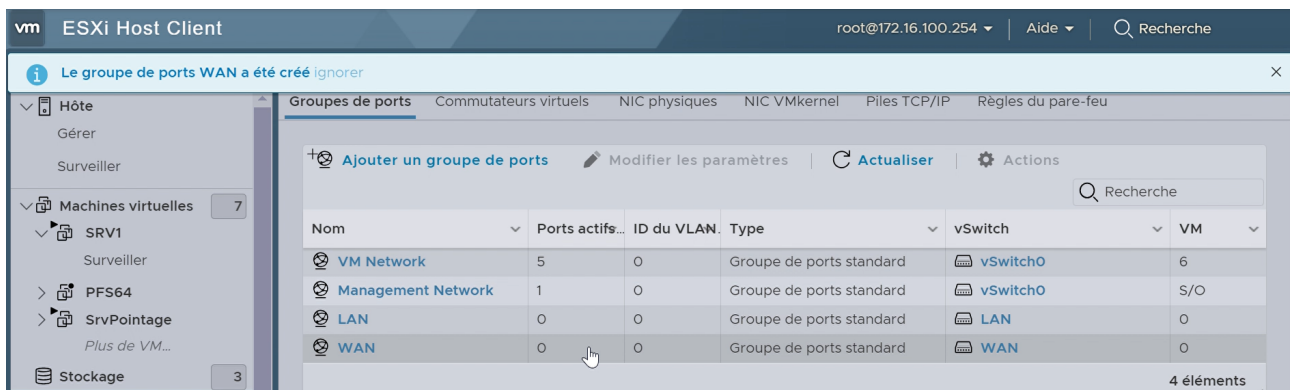 vm ESXi Host Client root@172.16.100.254 Aide Recherche
Le groupe de ports WAN a été créé ignorer
Hôte
Gérer
Surveiller
Machines virtuelles 7
SRV1
Surveiller
PFS64
SrvPointage
Plus de VM...
Stockage 3
Groupes de ports Commutateurs virtuels NIC physiques NIC VMkernel Piles TCP/IP Règles du pare-feu
Ajouter un groupe de ports Modifier les paramètres Actualiser Actions
Recherche
Nom Ports actifs... ID du VLAN... Type vSwitch VM
VM Network 5 0 Groupe de ports standard vSwitch0 6
Management Network 1 0 Groupe de ports standard vSwitch0 S/O
LAN 0 0 Groupe de ports standard LAN 0
WAN 0 0 Groupe de ports standard WAN 0
4 éléments